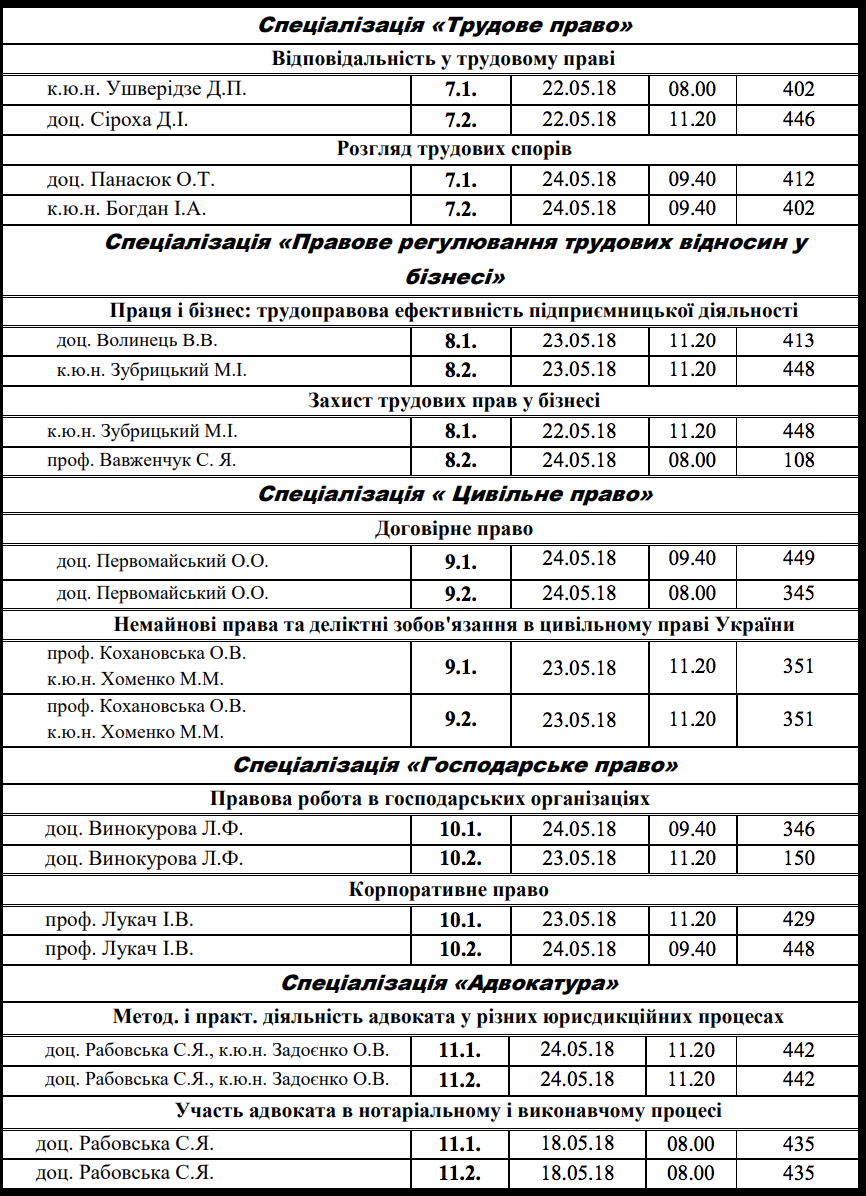 Спеціалізація «Трудове право»
Відповідальність у трудовому праві
к.ю.н. Ушверідзе Д.П. 7.1. 22.05.18 08.00 402
доц. Сіроха Д.І. 7.2. 22.05.18 11.20 446
Розгляд трудових спорів
доц. Панасюк О.Т. 7.1. 24.05.18 09.40 412
к.ю.н. Богдан І.А. 7.2. 24.05.18 09.40 402
Спеціалізація «Правове регулювання трудових відносин у
бізнесі»
Праця і бізнес: трудоправова ефективність підприємницької діяльності
доц. Волинець В.В. 8.1. 23.05.18 11.20 413
к.ю.н. Зубрицький М.І. 8.2. 23.05.18 11.20 448
Захист трудових прав у бізнесі
к.ю.н. Зубрицький М.І. 8.1. 22.05.18 11.20 448
проф. Вавженчук С. Я. 8.2. 24.05.18 08.00 108
Спеціалізація « Цивільне право»
Договірне право
доц. Первомайський О.О. 9.1. 24.05.18 09.40 449
доц. Первомайський О.О. 9.2. 24.05.18 08.00 345
Немайнові права та деліктні зобов'язання в цивільному праві України
проф. Кохановська О.В.
к.ю.н. Хоменко М.М. 9.1. 23.05.18 11.20 351
проф. Кохановська О.В.
к.ю.н. Хоменко М.М. 9.2. 23.05.18 11.20 351
Спеціалізація «Господарське право»
Правова робота в господарських організаціях
доц. Винокурова Л.Ф. 10.1. 24.05.18 09.40 346
доц. Винокурова Л.Ф. 10.2. 23.05.18 11.20 150
Корпоративне право
проф. Лукач І.В. 10.1. 23.05.18 11.20 429
проф. Лукач І.В. 10.2. 24.05.18 09.40 448
Спеціалізація «Адвокатура»
Метод. і практ. діяльність адвоката у різних юрисдикційних процесах
доц. Рабовська С.Я., к.ю.н. Задоєнко О.В. 11.1. 24.05.18 11.20 442
доц. Рабовська С.Я., к.ю.н. Задоєнко О.В. 11.2. 24.05.18 11.20 442
Участь адвоката в нотаріальному і виконавчому процесі
доц. Рабовська С.Я. 11.1. 18.05.18 08.00 435
доц. Рабовська С.Я. 11.2. 18.05.18 08.00 435